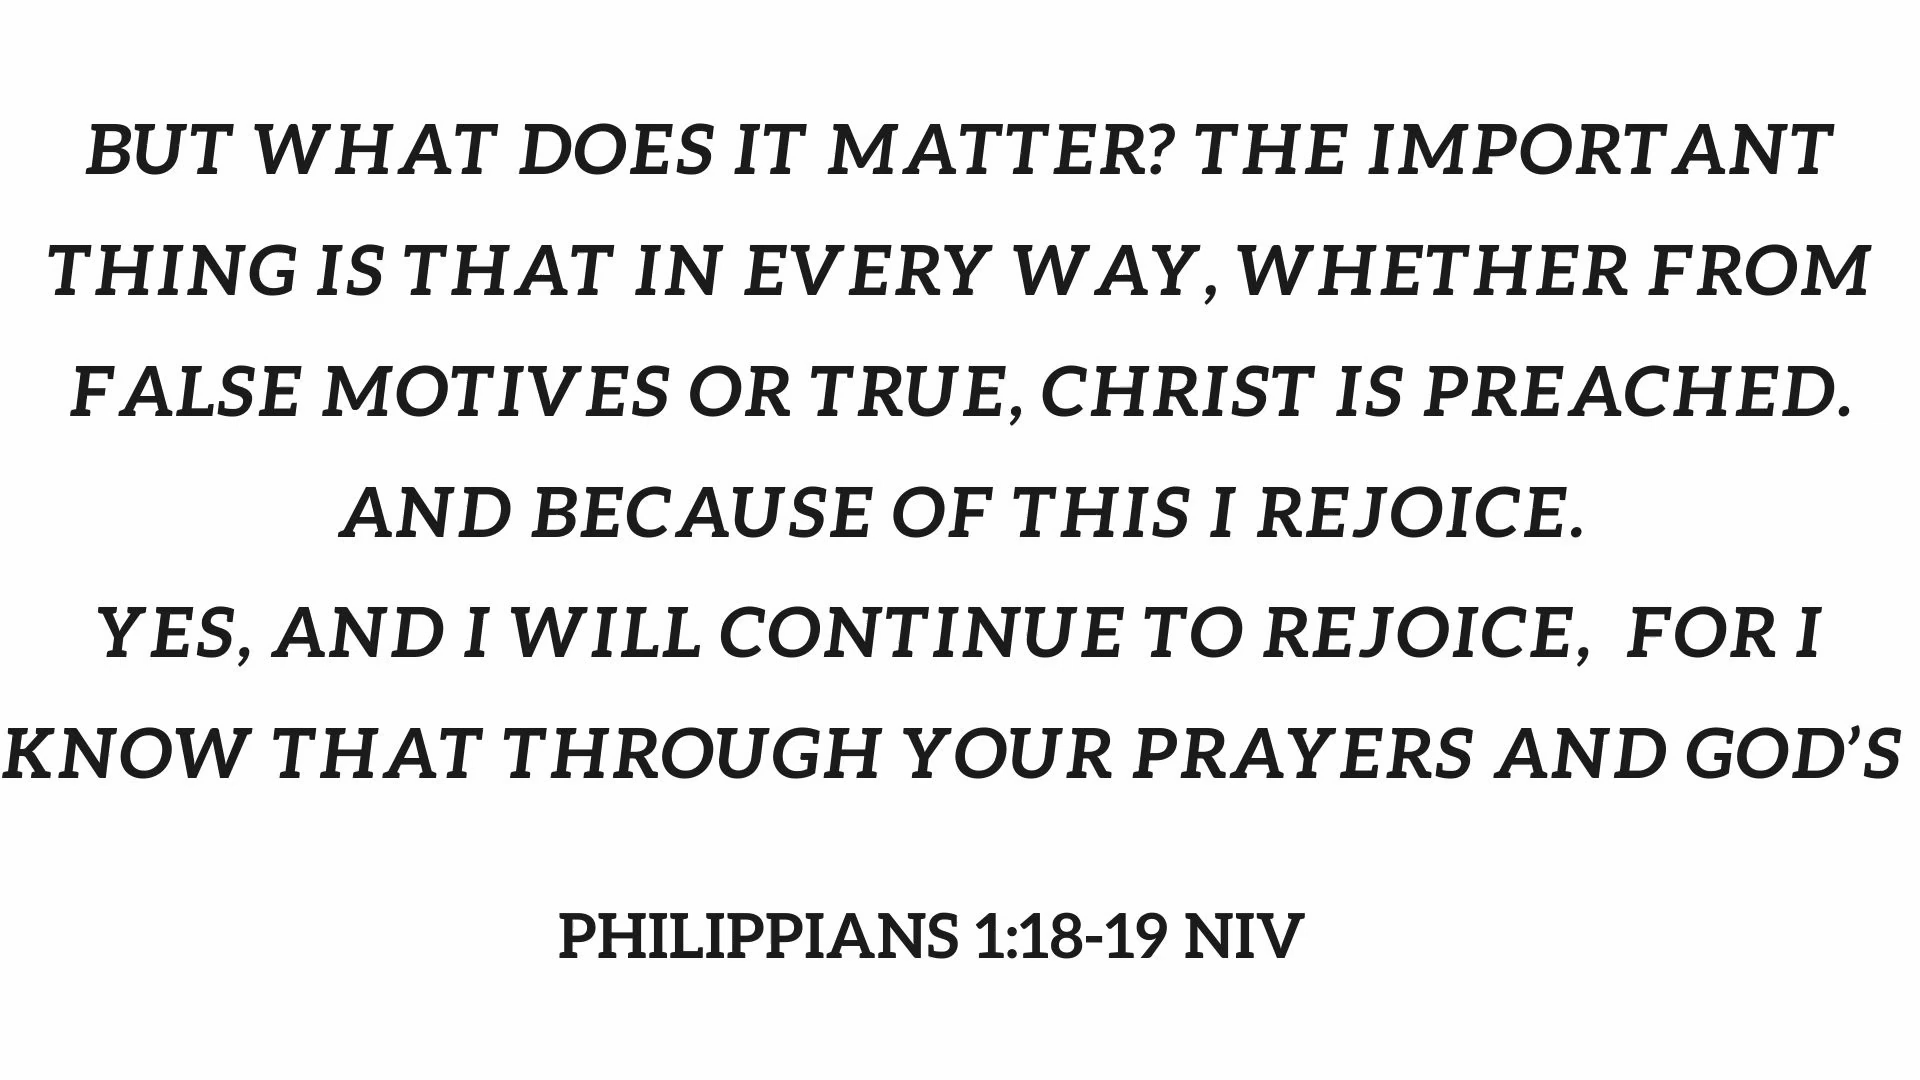 BUT WHAT DOES IT MATTER? THE IMPORTANT
THING IS THAT IN EVERY WAY, WHETHER FROM
FALSE MOTIVES OR TRUE, CHRIST IS PREACHED.
AND BECAUSE OF THIS I REJOICE.
YES, AND I WILL CONTINUE TO REJOICE,  FOR I
KNOW THAT THROUGH YOUR PRAYERS AND GOD’S
PHILIPPIANS 1:18-19 NIV